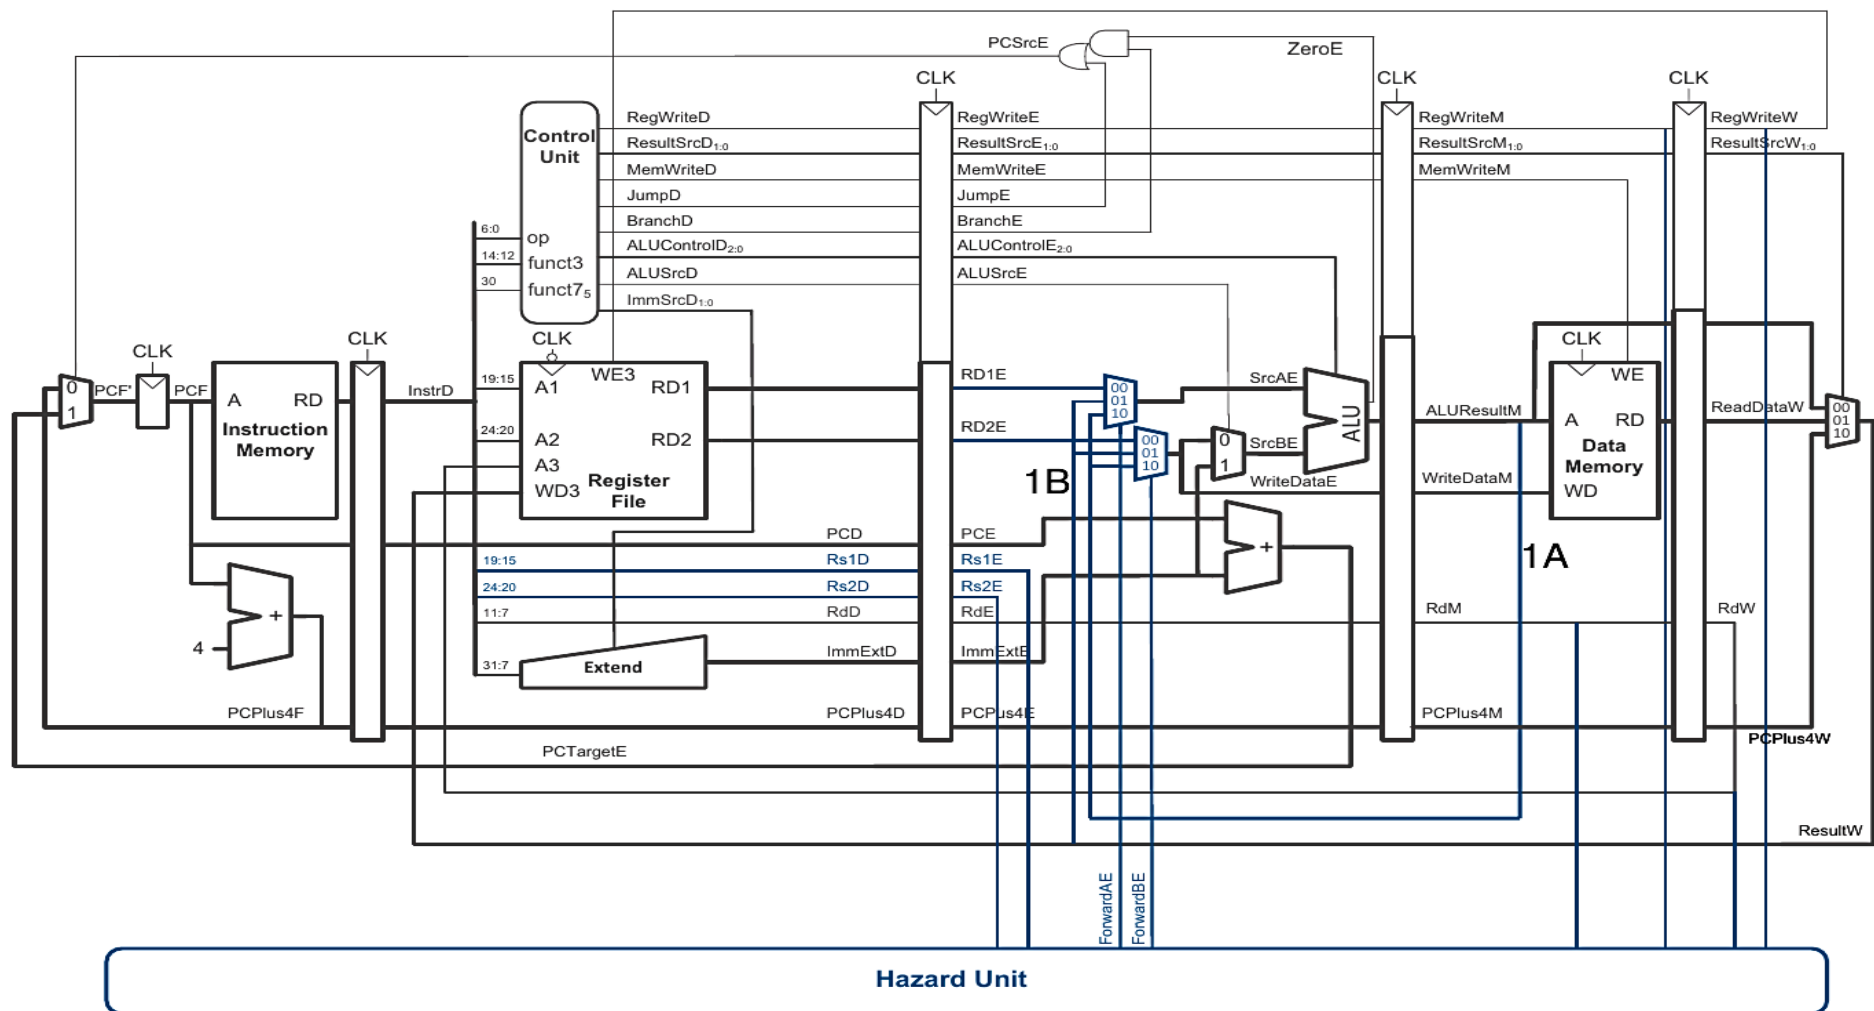 PCSrcE
ZeroE
CLK
CLK
CLK
Control
Unit
RegWriteD
RegWriteE
RegWriteM
RegWriteW
ResultSrcD1:0
ResultSrcE1:0
ResultSrcM1:0
ResultSrcW1:0
MemWriteD
MemWriteE
MemWriteM
JumpD
JumpE
BranchD
BranchE
6:0
op
ALUControlD2:0
ALUControlE2:0
14:12
funct3
ALUSrcD
ALUSrcE
30
funct75
ImmSrcD1:0
CLK
CLK
CLK
CLK
0
1
PCF'
PCF
A
RD
Instruction
Memory
InstrD
19:15
A1
WE3
RD1
RD1E
24:20
A2
RD2
RD2E
A3
WD3
Register
File
00
01
10
00
01
10
0
1
SrcAE
SrcBE
WriteDataE
ALU
ALUResultM
WriteDataM
A
RD
WE
Data
Memory
WD
ReadDataW
00
01
10
1B
1A
PCD
PCE
19:15
Rs1D
Rs1E
24:20
Rs2D
Rs2E
11:7
RdD
RdE
RdM
RdW
+
+
4
31:7
Extend
ImmExtD
ImmExtE
PCPlus4F
PCPlus4D
PCPus4E
PCPlus4M
PCPlus4W
PCTargetE
ResultW
ForwardAE
ForwardBE
Hazard Unit